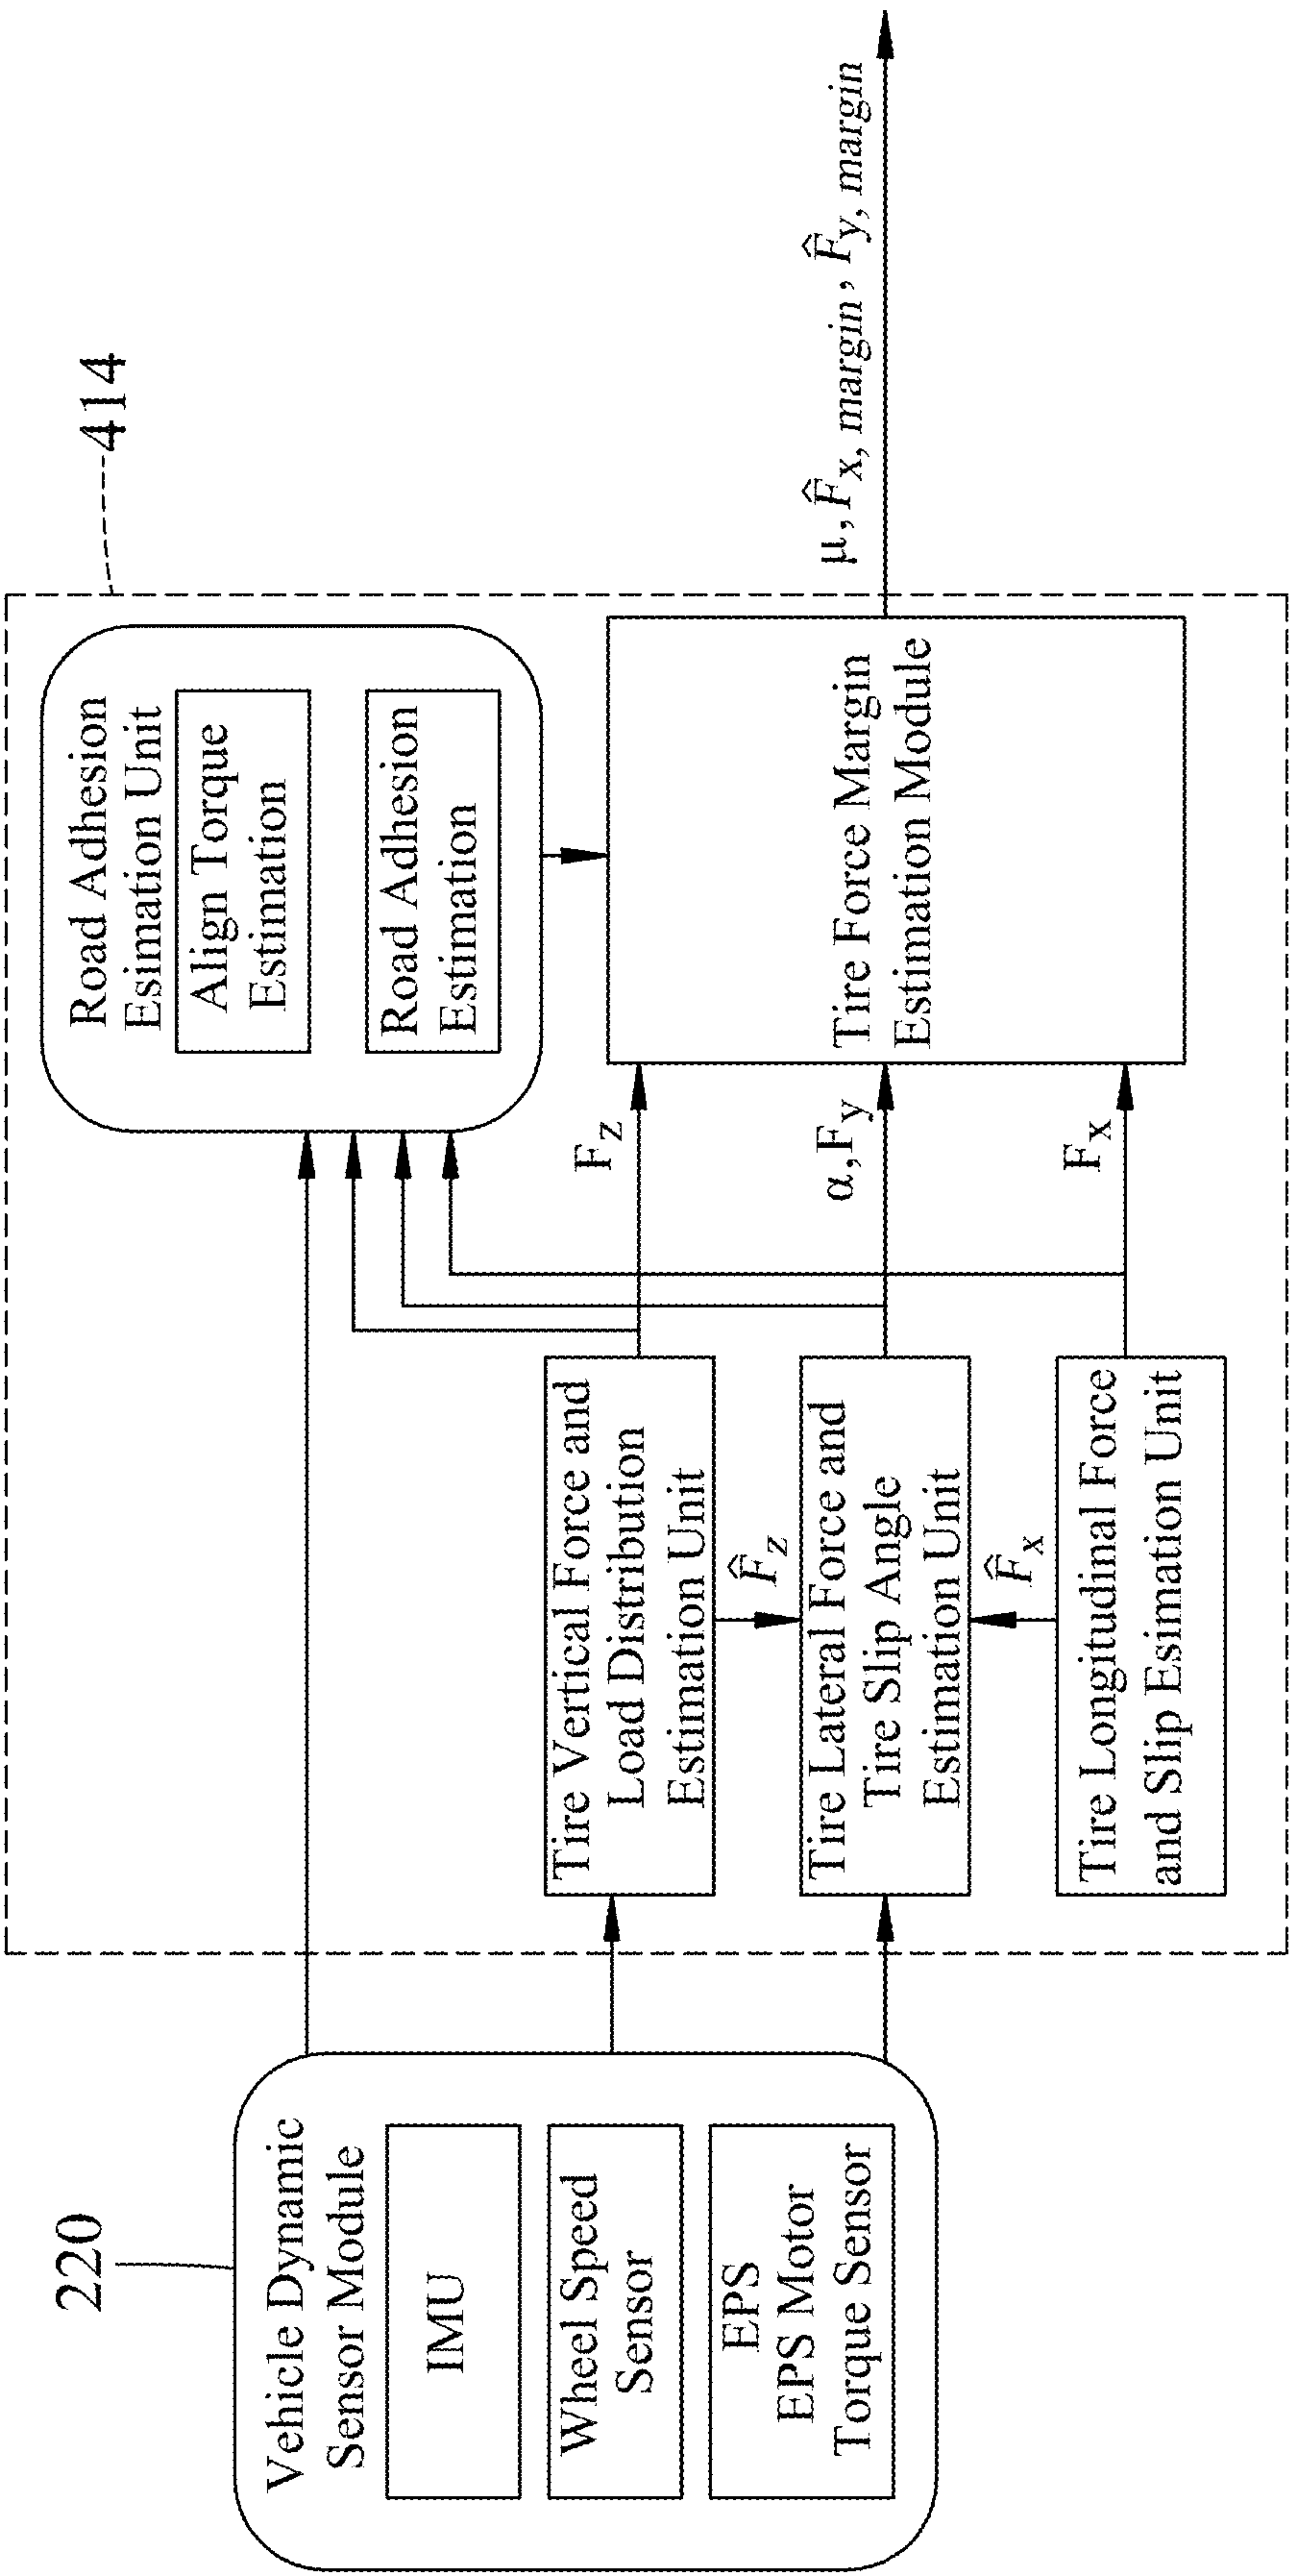 220
Vehicle Dynamic
Sensor Module
IMU
Wheel Speed
Sensor
EPS
EPS Motor
Torque Sensor
414
Road Adhesion
Esimation Unit
Align Torque
Estimation
Road Adhesion
Estimation
Tire Vertical Force and
Load Distribution
Estimation Unit
F̂z
Tire Lateral Force and
Tire Slip Angle
Estimation Unit
F̂x
Tire Longitudinal Force
and Slip Esimation Unit
Fz
α,Fy
Fx
Tire Force Margin
Estimation Module
μ, F̂x, margin, F̂y, margin